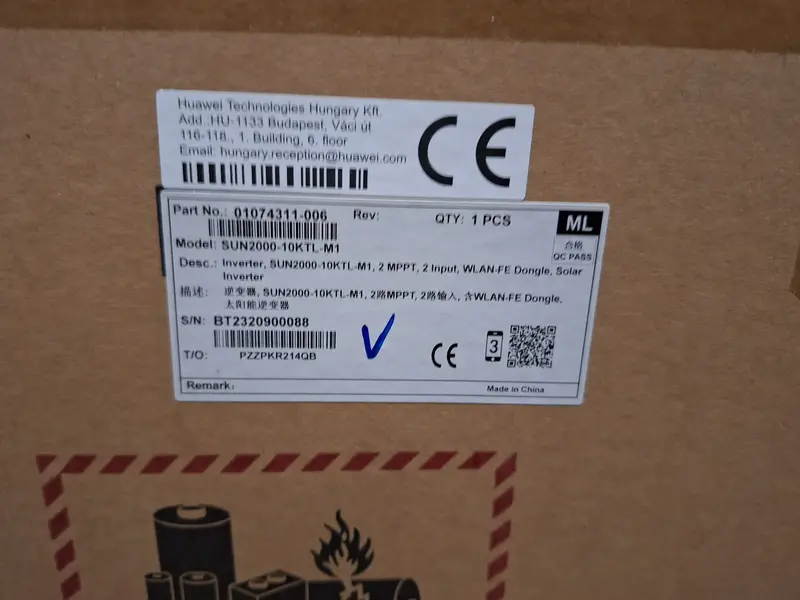 Huawei Technologies Hungary Kft.
Add.:HU-1133 Budapest, Váci út
116-118., 1. Building, 6. floor
Email: hungary.reception@huawei.com
CE
Part No.: 01074311-006 Rev: QTY: 1 PCS ML
Model: SUN2000-10KTL-M1
合格
QC PASS
Desc.: Inverter, SUN2000-10KTL-M1, 2 MPPT, 2 Input, WLAN-FE Dongle, Solar
Inverter
描述: 逆变器, SUN2000-10KTL-M1, 2路MPPT, 2路输入, 含WLAN-FE Dongle,
太阳能逆变器
S/N: BT2320900088
CE 3
T/O: PZZPKR214QB
Remark: Made in China